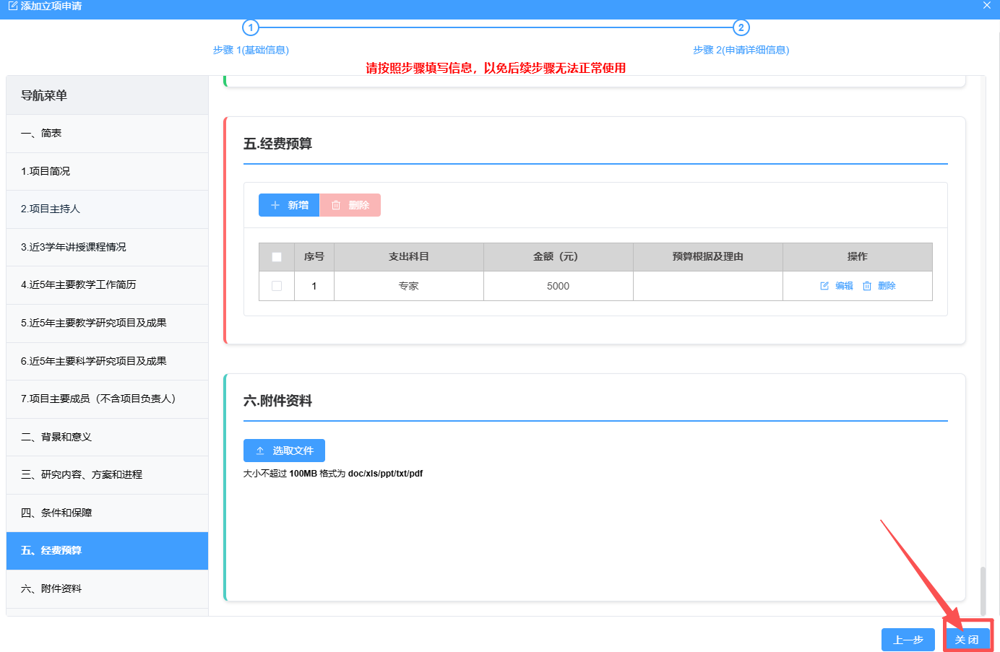 添加立项申请
1
2
步骤 1(基础信息)
步骤 2(申请详细信息)
请按照步骤填写信息，以免后续步骤无法正常使用
导航菜单
一、简表
1.项目简况
2.项目主持人
3.近3学年讲授课程情况
4.近5年主要教学工作简历
5.近5年主要教学研究项目及成果
6.近5年主要科学研究项目及成果
7.项目主要成员（不含项目负责人）
二、背景和意义
三、研究内容、方案和进程
四、条件和保障
五、经费预算
六、附件资料
五.经费预算
新增 删除
序号 支出科目 金额（元） 预算根据及理由 操作
1 专家 5000 编辑 删除
六.附件资料
选取文件
大小不超过 100MB 格式为 doc/xls/ppt/txt/pdf
上一步 关 闭